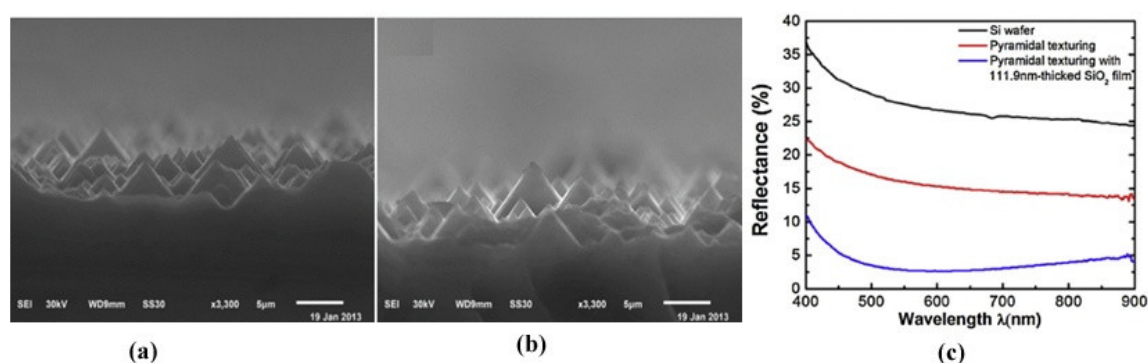 SEI 30kV WD9mm SS30 x3,300 5µm
19 Jan 2013
(a)
SEI 30kV WD9mm SS30 x3,300 5µm
19 Jan 2013
(b)
40
35
30
25
20
15
10
5
0
Reflectance (%)
Si wafer
Pyramidal texturing
Pyramidal texturing with
111.9nm-thicked SiO₂ film
400 500 600 700 800 900
Wavelength λ(nm)
(c)